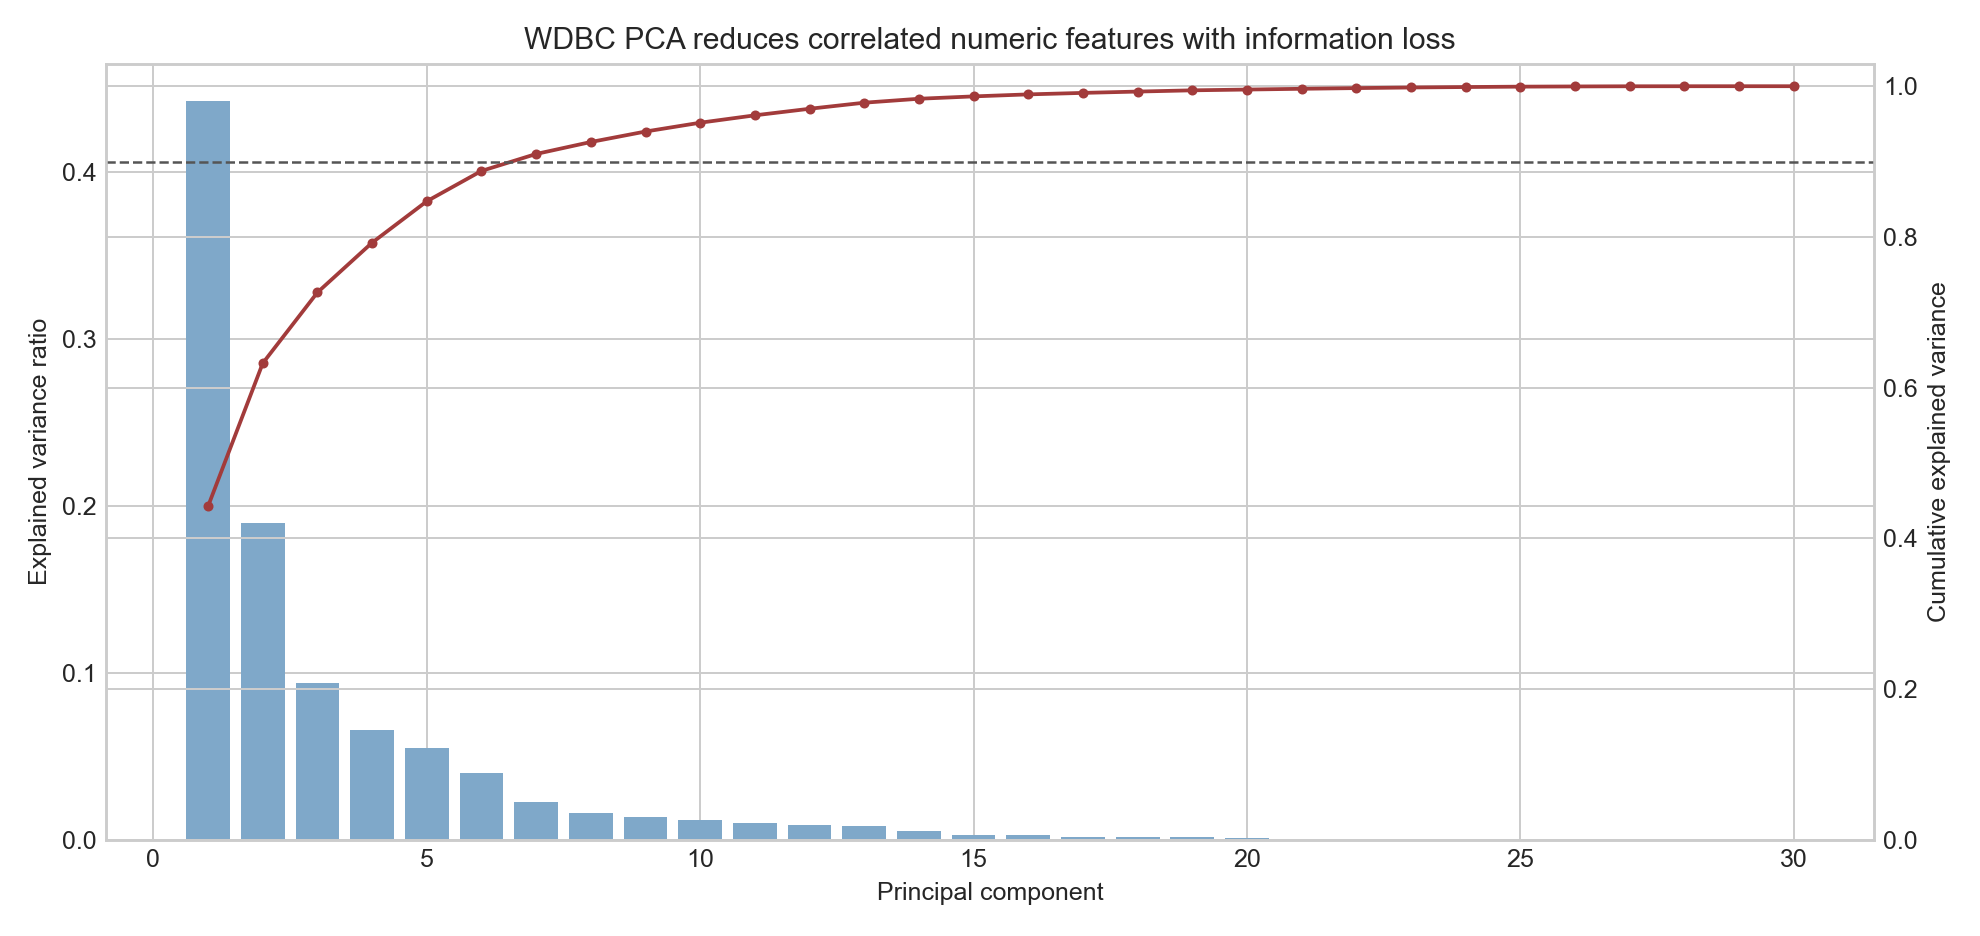 WDBC PCA reduces correlated numeric features with information loss
Explained variance ratio
0.4
0.3
0.2
0.1
0.0
1.0
0.8
0.6
0.4
0.2
0.0
Cumulative explained variance
0 5 10 15 20 25 30
Principal component